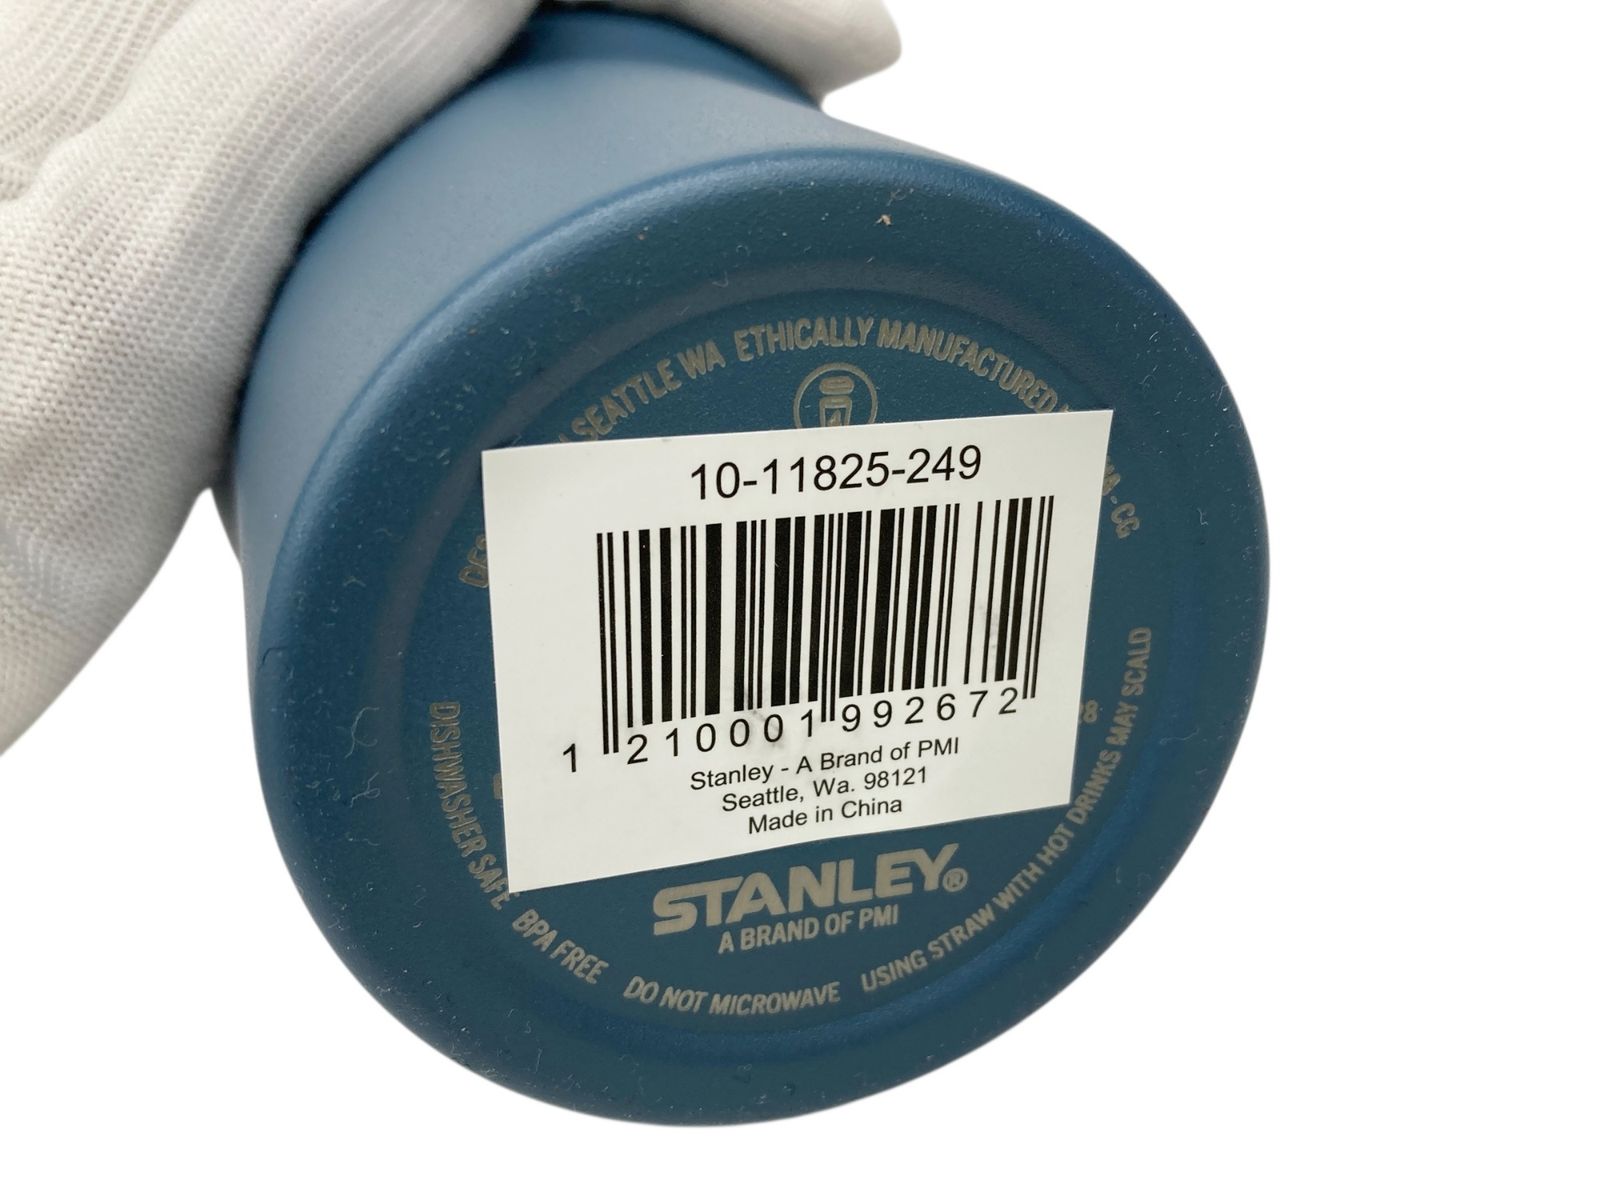 SEATTLE WA ETHICALLY MANUFACTURED
CG
10-11825-249
1 210001 992672
Stanley - A Brand of PMI
Seattle, Wa. 98121
Made in China
STANLEY®
A BRAND OF PMI
DISHWASHER SAFE BPA FREE DO NOT MICROWAVE USING STRAW WITH HOT DRINKS MAY SCALD